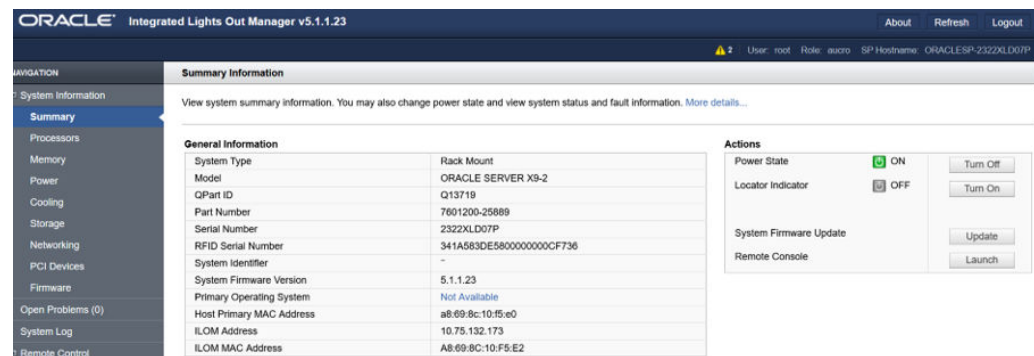 ORACLE® Integrated Lights Out Manager v5.1.1.23
About Refresh Logout
2 User: root Role: aucro SP Hostname: ORACLESP-2322XLD07P
NAVIGATION
System Information
Summary
Processors
Memory
Power
Cooling
Storage
Networking
PCI Devices
Firmware
Open Problems (0)
System Log
Remote Control
Summary Information
View system summary information. You may also change power state and view system status and fault information. More details...
General Information
System Type Rack Mount
Model ORACLE SERVER X9-2
QPart ID Q13719
Part Number 7601200-25889
Serial Number 2322XLD07P
RFID Serial Number 341A583DE5800000000CF736
System Identifier -
System Firmware Version 5.1.1.23
Primary Operating System Not Available
Host Primary MAC Address a8:69:8c:10:f5:e0
ILOM Address 10.75.132.173
ILOM MAC Address A8:69:8C:10:F5:E2
Actions
Power State ON Turn Off
Locator Indicator OFF Turn On
System Firmware Update Update
Remote Console Launch